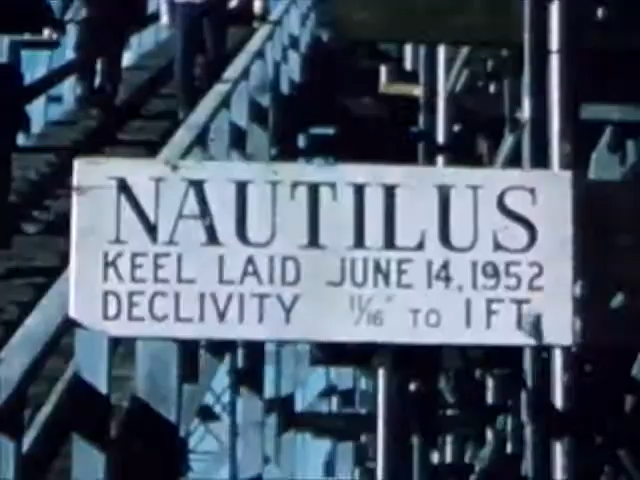 NAUTILUS
KEEL LAID JUNE 14, 1952
DECLIVITY 11/16" TO 1 FT.